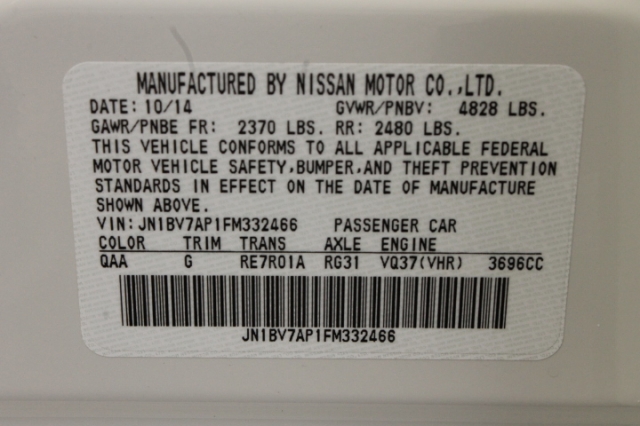 MANUFACTURED BY NISSAN MOTOR CO.,LTD.
DATE: 10/14 GVWR/PNBV: 4828 LBS.
GAWR/PNBE FR: 2370 LBS. RR: 2480 LBS.
THIS VEHICLE CONFORMS TO ALL APPLICABLE FEDERAL
MOTOR VEHICLE SAFETY,BUMPER,AND THEFT PREVENTION
STANDARDS IN EFFECT ON THE DATE OF MANUFACTURE
SHOWN ABOVE.
VIN: JN1BV7AP1FM332466 PASSENGER CAR
COLOR TRIM TRANS AXLE ENGINE
QAA G RE7R01A RG31 VQ37(VHR) 3696CC
JN1BV7AP1FM332466